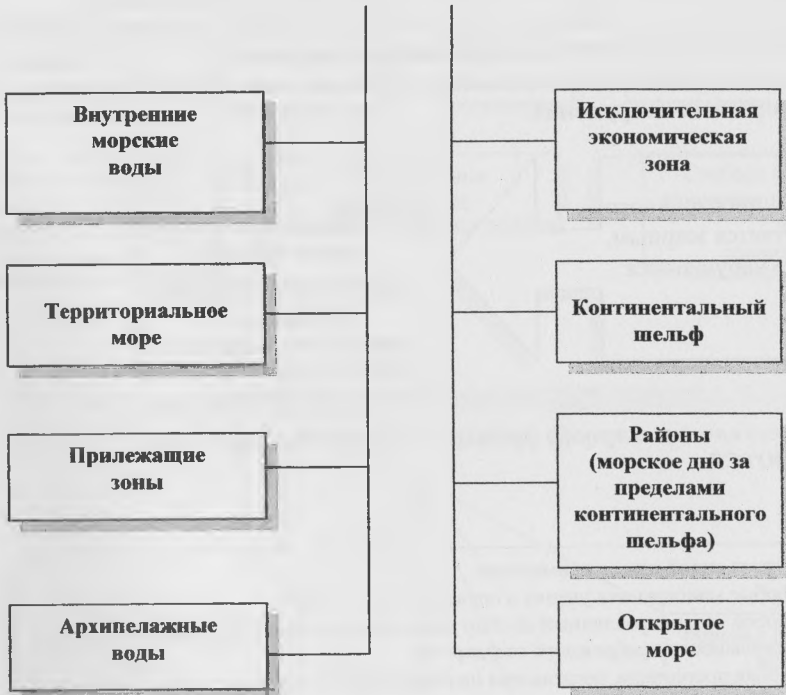 Внутренние
морские
воды
Территориальное
море
Прилежащие
зоны
Архипелажные
воды
Исключительная
экономическая
зона
Континентальный
шельф
Районы
(морское дно за
пределами
континентального
шельфа)
Открытое
море